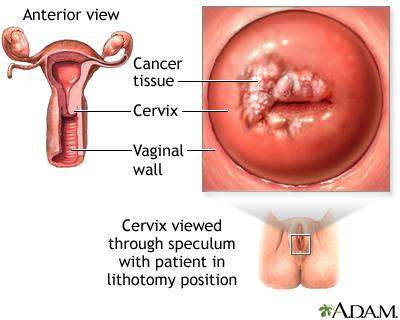 Anterior view
Cancer
tissue
Cervix
Vaginal
wall
Cervix viewed
through speculum
with patient in
lithotomy position
A.D.A.M.